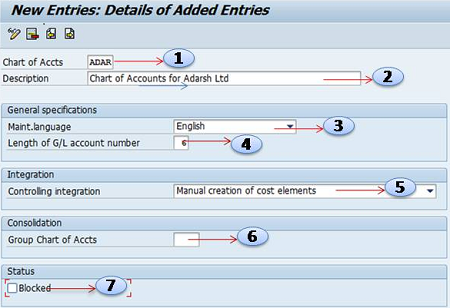 New Entries: Details of Added Entries
Chart of Accts ADAR 1
Description Chart of Accounts for Adarsh Ltd 2
General specifications
Maint.language English 3
Length of G/L account number 6 4
Integration
Controlling integration Manual creation of cost elements 5
Consolidation
Group Chart of Accts 6
Status
Blocked 7